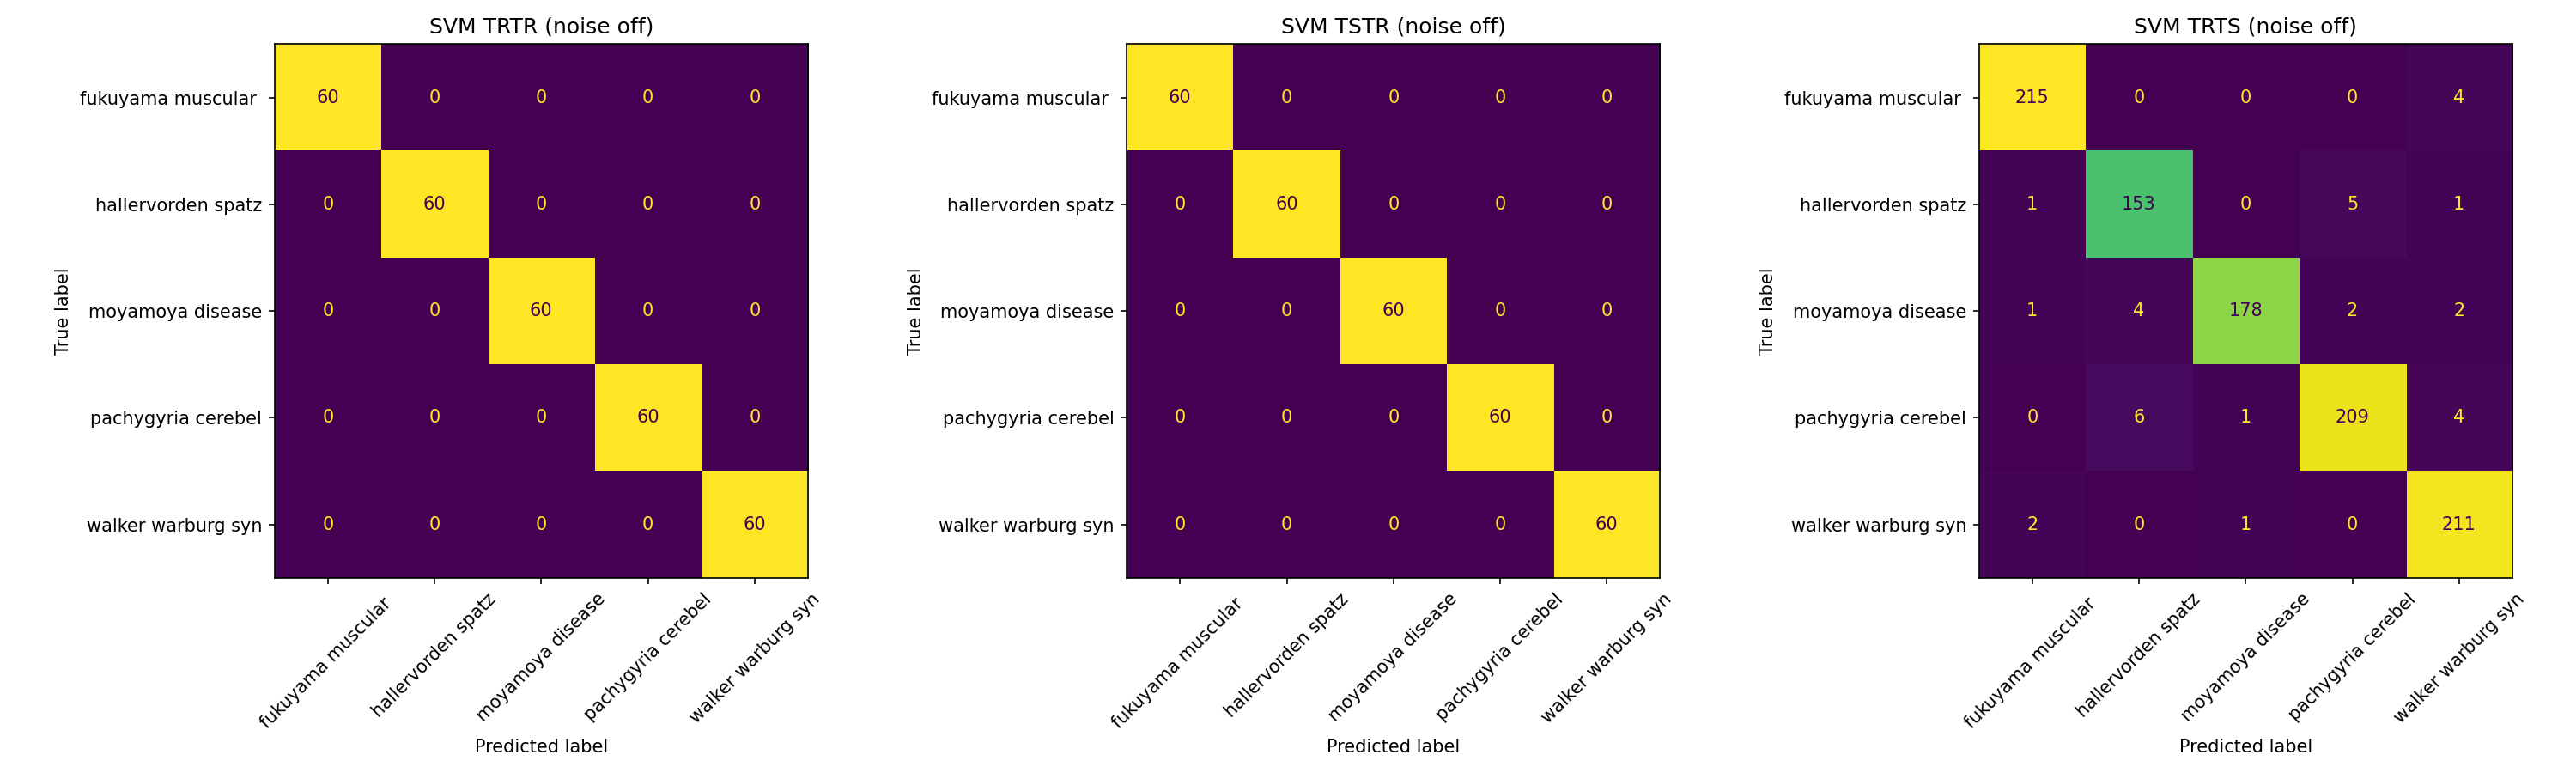 SVM TRTR (noise off)
True label
fukuyama muscular 60 0 0 0 0
hallervorden spatz 0 60 0 0 0
moyamoya disease 0 0 60 0 0
pachygyria cerebel 0 0 0 60 0
walker warburg syn 0 0 0 0 60
fukuyama muscular
hallervorden spatz
moyamoya disease
pachygyria cerebel
walker warburg syn
Predicted label
SVM TSTR (noise off)
True label
fukuyama muscular 60 0 0 0 0
hallervorden spatz 0 60 0 0 0
moyamoya disease 0 0 60 0 0
pachygyria cerebel 0 0 0 60 0
walker warburg syn 0 0 0 0 60
fukuyama muscular
hallervorden spatz
moyamoya disease
pachygyria cerebel
walker warburg syn
Predicted label
SVM TRTS (noise off)
True label
fukuyama muscular 215 0 0 0 4
hallervorden spatz 1 153 0 5 1
moyamoya disease 1 4 178 2 2
pachygyria cerebel 0 6 1 209 4
walker warburg syn 2 0 1 0 211
fukuyama muscular
hallervorden spatz
moyamoya disease
pachygyria cerebel
walker warburg syn
Predicted label